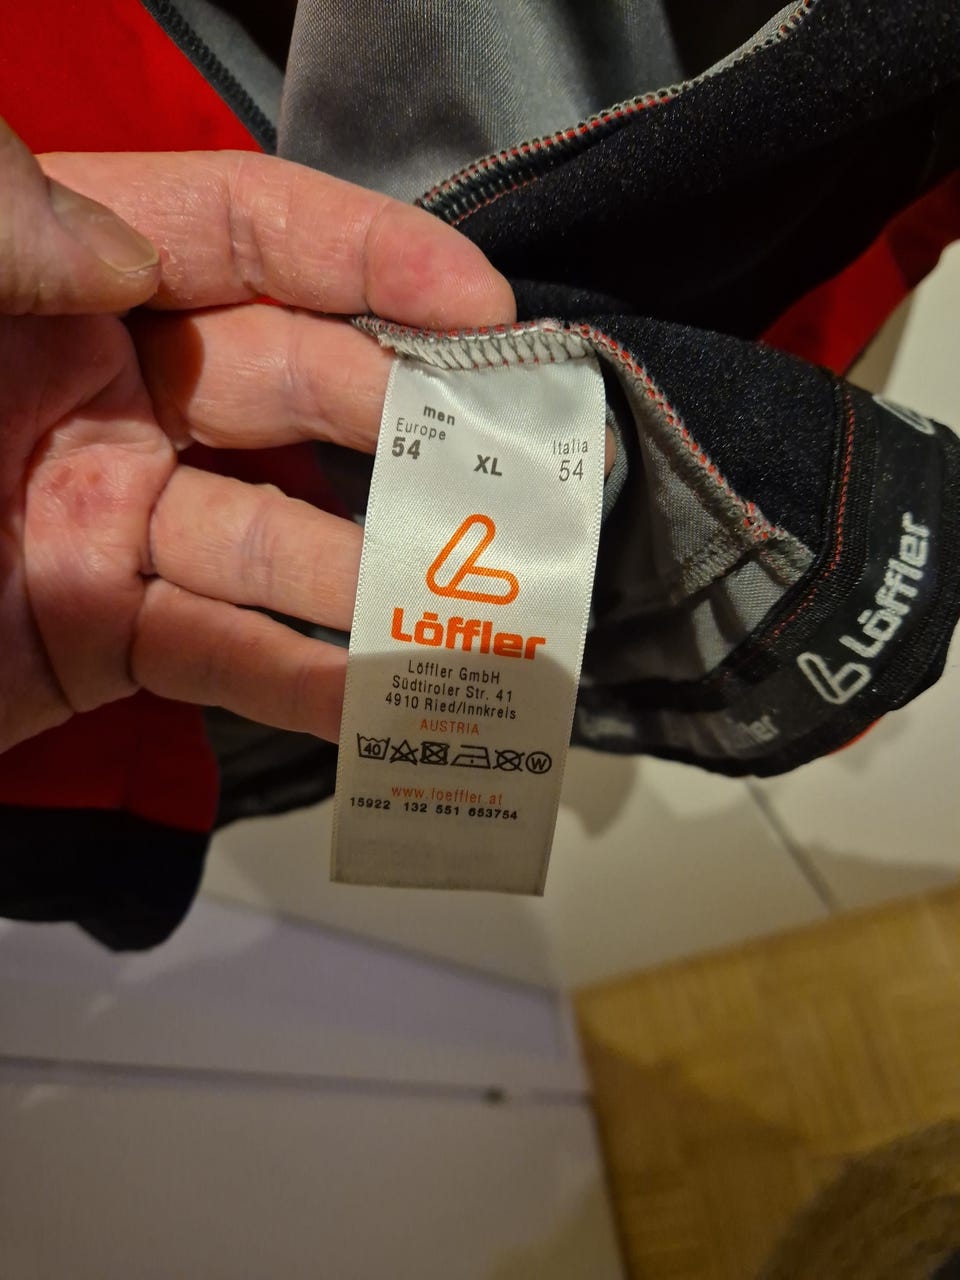 men
Europe Italia
54 XL 54
Löffler
Löffler GmbH
Südtiroler Str. 41
4910 Ried/Innkreis
AUSTRIA
40 W
www.loeffler.at
15922 132 551 653754
Löffler